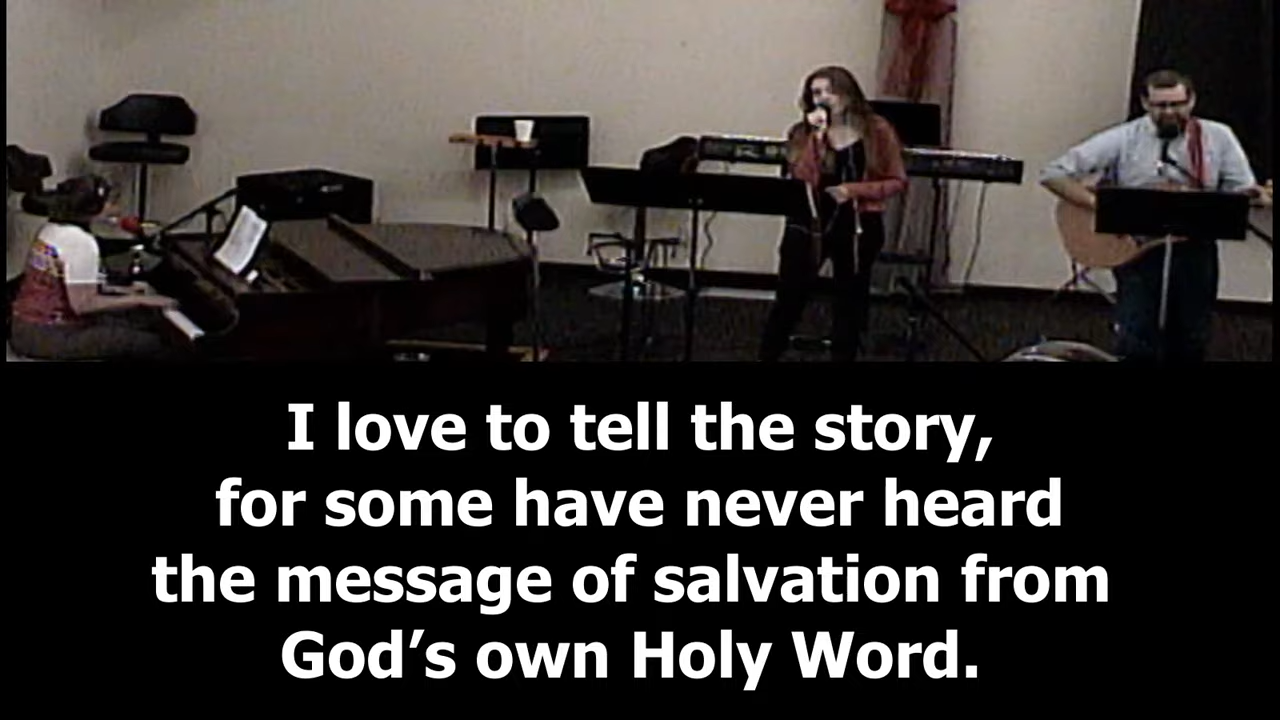 I love to tell the story,
for some have never heard
the message of salvation from
God’s own Holy Word.